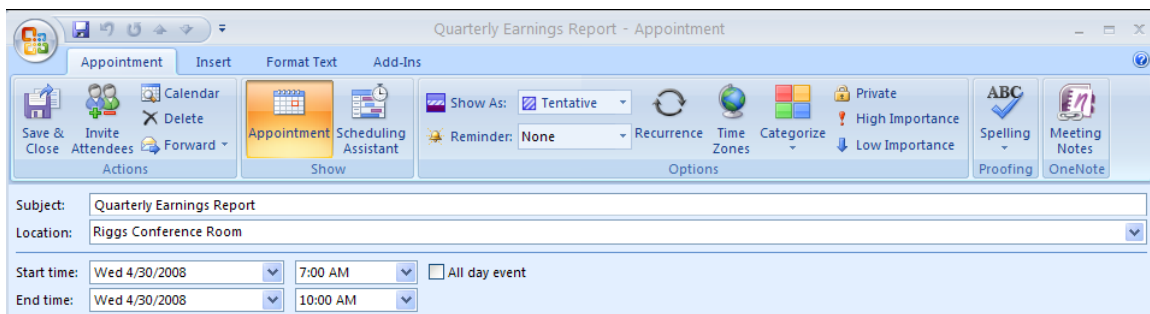 Quarterly Earnings Report - Appointment
Appointment Insert Format Text Add-Ins
Save & Close
Invite Attendees
Calendar
Delete
Forward
Actions
Appointment
Scheduling Assistant
Show
Show As: Tentative
Reminder: None
Recurrence
Time Zones
Categorize
Private
High Importance
Low Importance
Options
ABC
Spelling
Proofing
Meeting Notes
OneNote
Subject: Quarterly Earnings Report
Location: Riggs Conference Room
Start time: Wed 4/30/2008 7:00 AM All day event
End time: Wed 4/30/2008 10:00 AM